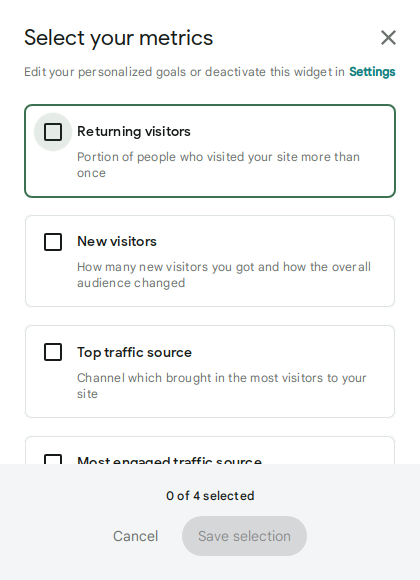 Select your metrics
Edit your personalized goals or deactivate this widget in Settings
Returning visitors
Portion of people who visited your site more than
once
New visitors
How many new visitors you got and how the overall
audience changed
Top traffic source
Channel which brought in the most visitors to your
site
Most engaged traffic source
0 of 4 selected
Cancel
Save selection